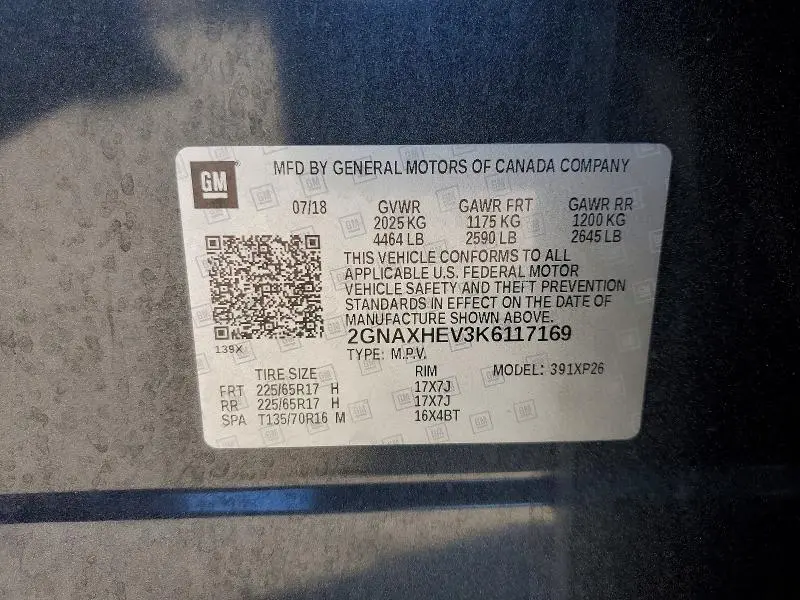 GM
MFD BY GENERAL MOTORS OF CANADA COMPANY
07/18 GVWR GAWR FRT GAWR RR
2025 KG 1175 KG 1200 KG
4464 LB 2590 LB 2645 LB
THIS VEHICLE CONFORMS TO ALL
APPLICABLE U.S. FEDERAL MOTOR
VEHICLE SAFETY AND THEFT PREVENTION
STANDARDS IN EFFECT ON THE DATE OF
MANUFACTURE SHOWN ABOVE.
2GNAXHEV3K6117169
139X
TYPE: M.P.V.
TIRE SIZE RIM MODEL: 391XP26
FRT 225/65R17 H 17X7J
RR 225/65R17 H 17X7J
SPA T135/70R16 M 16X4BT